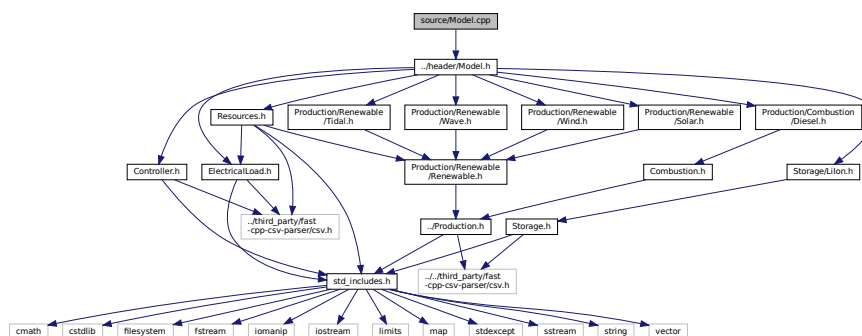 source/Model.cpp
../header/Model.h
Resources.h
Production/Renewable
/Tidal.h
Production/Renewable
/Wave.h
Production/Renewable
/Wind.h
Production/Renewable
/Solar.h
Production/Combustion
/Diesel.h
Controller.h
ElectricalLoad.h
Production/Renewable
/Renewable.h
Combustion.h
Storage/LiIon.h
../third_party/fast
-cpp-csv-parser/csv.h
../Production.h
Storage.h
std_includes.h
../../third_party/fast
-cpp-csv-parser/csv.h
cmath
cstdlib
filesystem
fstream
iomanip
iostream
limits
map
stdexcept
sstream
string
vector